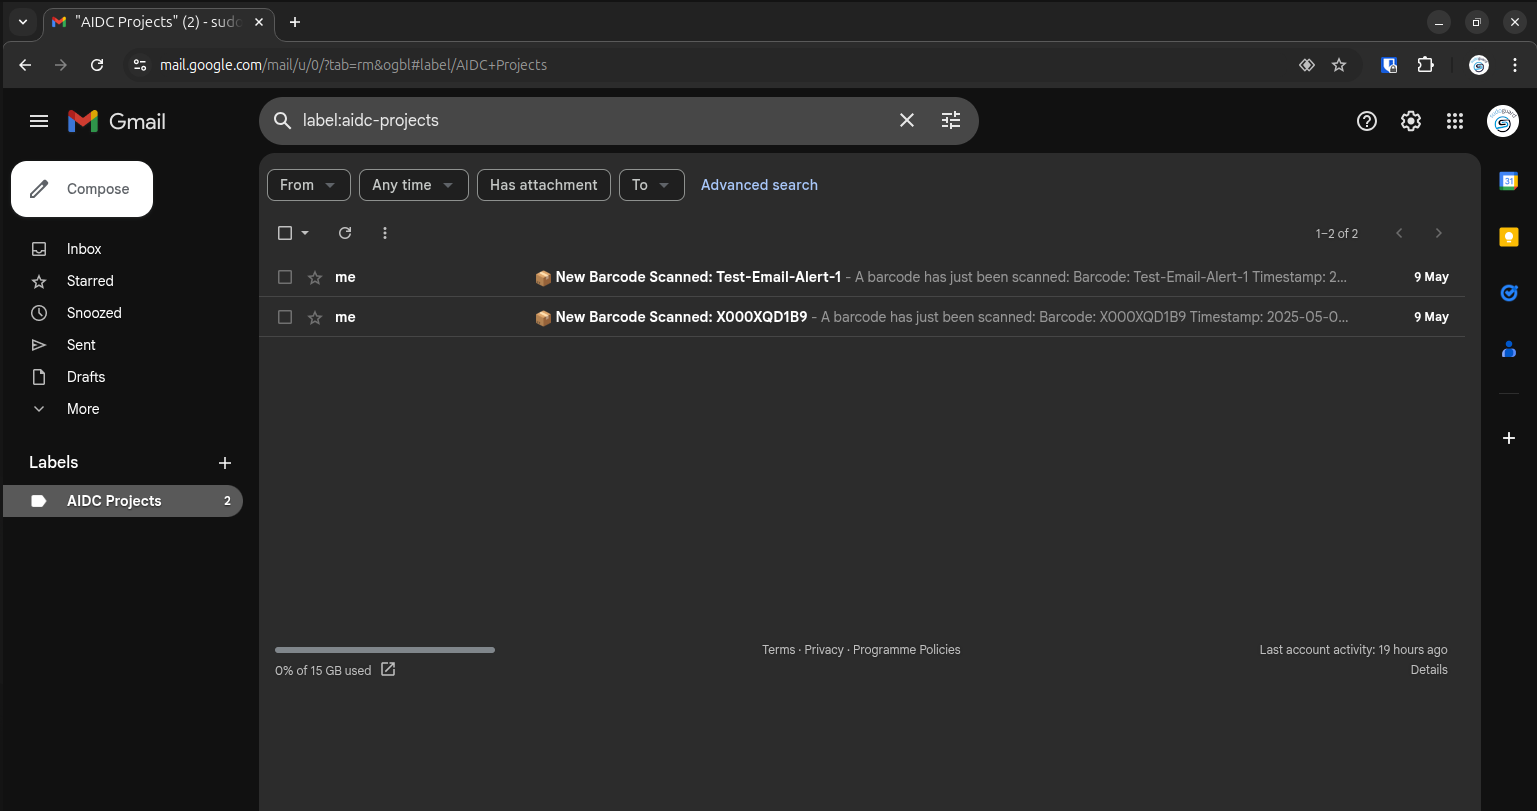 "AIDC Projects" (2) - sudo
mail.google.com/mail/u/0/?tab=rm&ogbl#label/AIDC+Projects
Gmail
label:aidc-projects
Compose
From
Any time
Has attachment
To
Advanced search
1–2 of 2
Inbox
Starred
Snoozed
Sent
Drafts
More
Labels
AIDC Projects 2
me 📦 New Barcode Scanned: Test-Email-Alert-1 - A barcode has just been scanned: Barcode: Test-Email-Alert-1 Timestamp: 2... 9 May
me 📦 New Barcode Scanned: X000XQD1B9 - A barcode has just been scanned: Barcode: X000XQD1B9 Timestamp: 2025-05-0... 9 May
31
0% of 15 GB used
Terms · Privacy · Programme Policies
Last account activity: 19 hours ago
Details